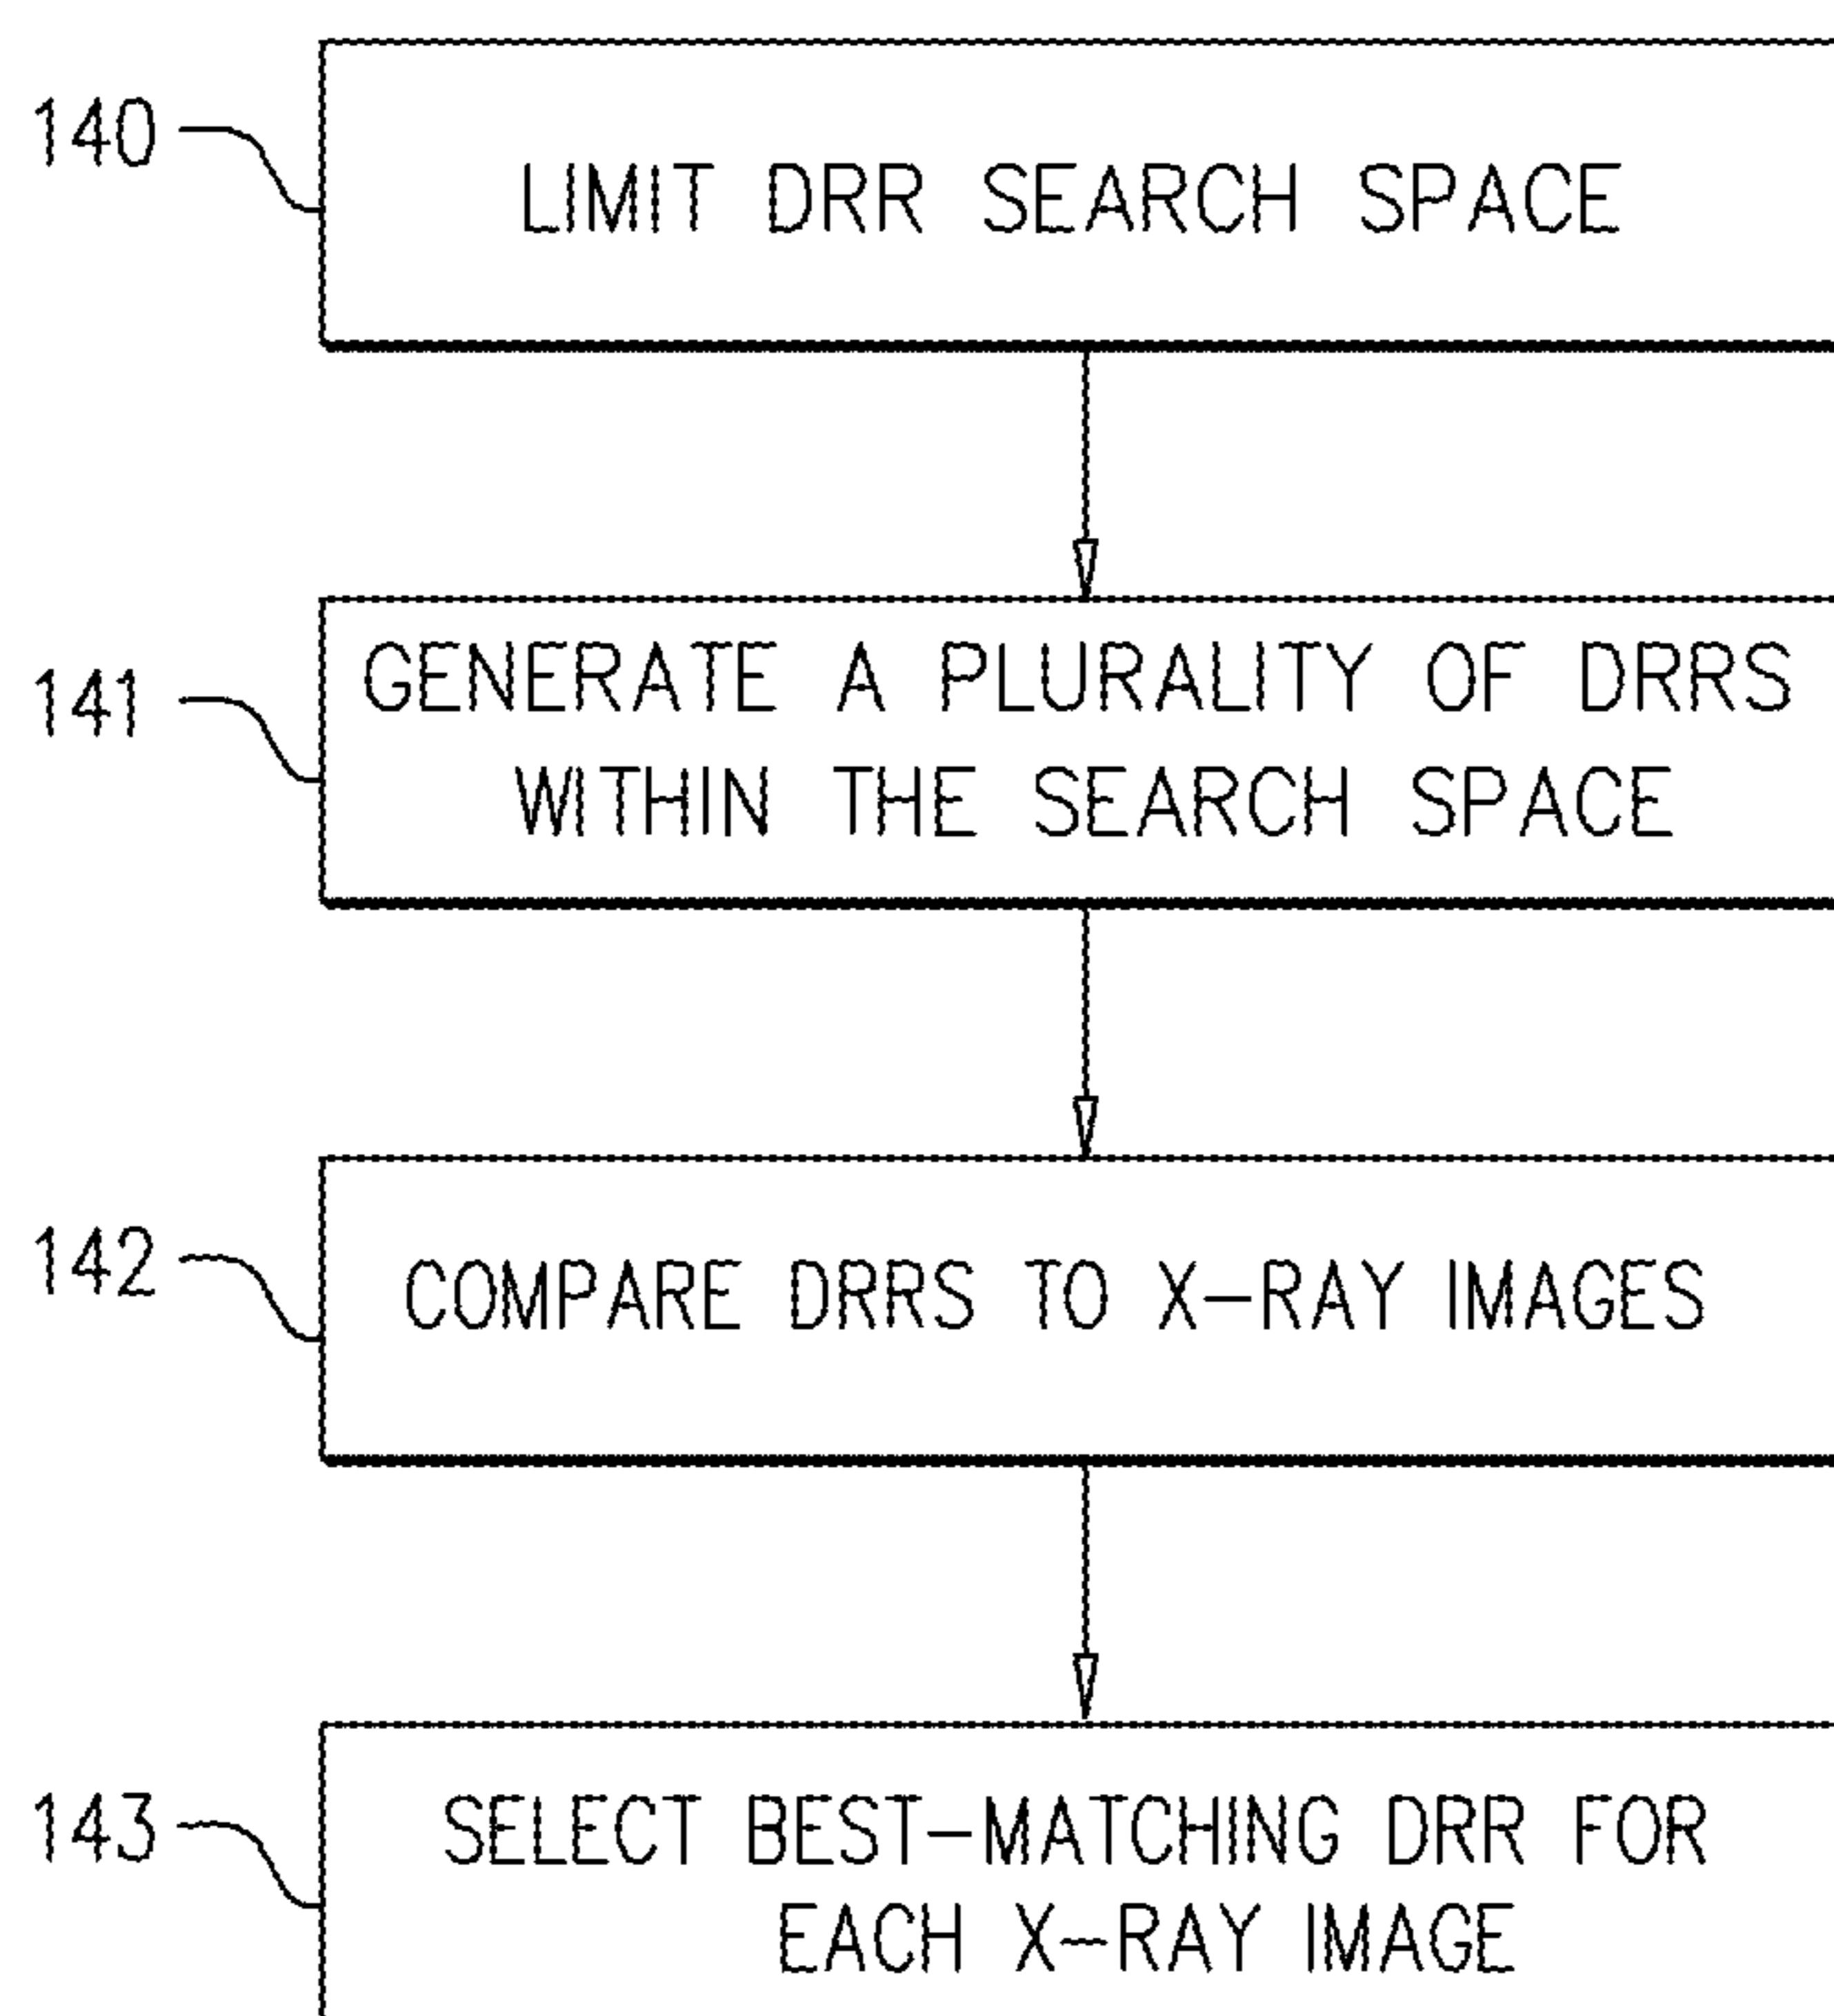 140
LIMIT DRR SEARCH SPACE
141
GENERATE A PLURALITY OF DRRS
WITHIN THE SEARCH SPACE
142
COMPARE DRRS TO X-RAY IMAGES
143
SELECT BEST-MATCHING DRR FOR
EACH X-RAY IMAGE